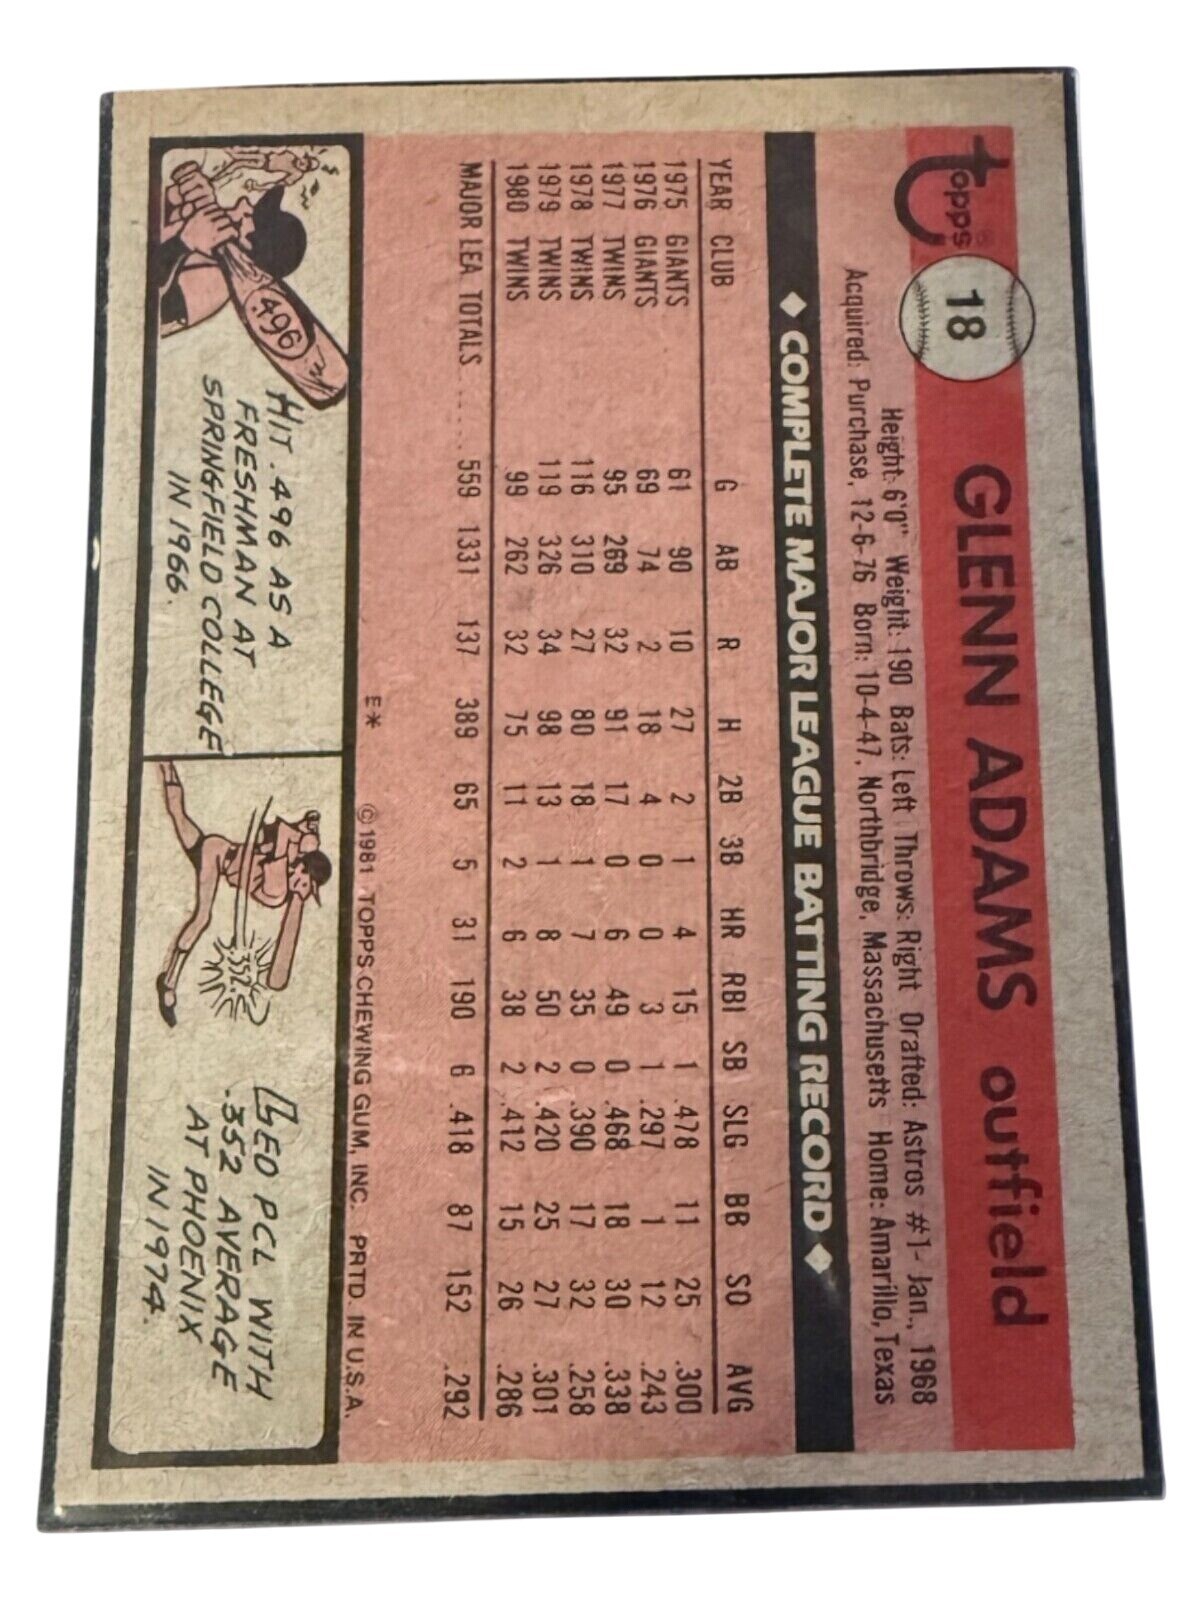 topps®
18
GLENN ADAMS outfield
Height: 6'0" Weight: 190 Bats: Left Throws: Right Drafted: Astros #1- Jan., 1968
Acquired: Purchase, 12-6-76 Born: 10-4-47, Northbridge, Massachusetts Home: Amarillo, Texas
◆ COMPLETE MAJOR LEAGUE BATTING RECORD ◆
YEAR CLUB G AB R H 2B 3B HR RBI SB SLG BB SO AVG
1975 GIANTS 61 90 10 27 2 1 4 15 1 .478 11 25 .300
1976 GIANTS 69 74 2 18 4 0 0 3 1 .297 1 12 .243
1977 TWINS 95 269 32 91 17 0 6 49 0 .468 18 30 .338
1978 TWINS 116 310 27 80 18 1 7 35 0 .390 17 32 .258
1979 TWINS 119 326 34 98 13 1 8 50 2 .420 25 27 .301
1980 TWINS 99 262 32 75 11 2 6 38 2 .412 15 26 .286
MAJOR LEA TOTALS ...... 559 1331 137 389 65 5 31 190 6 .418 87 152 .292
E* © 1981 TOPPS CHEWING GUM, INC. PRTD. IN U.S.A.
.496
HIT .496 AS A
FRESHMAN AT
SPRINGFIELD COLLEGE
IN 1966.
.352
LED PCL WITH
.352 AVERAGE
AT PHOENIX
IN 1974.